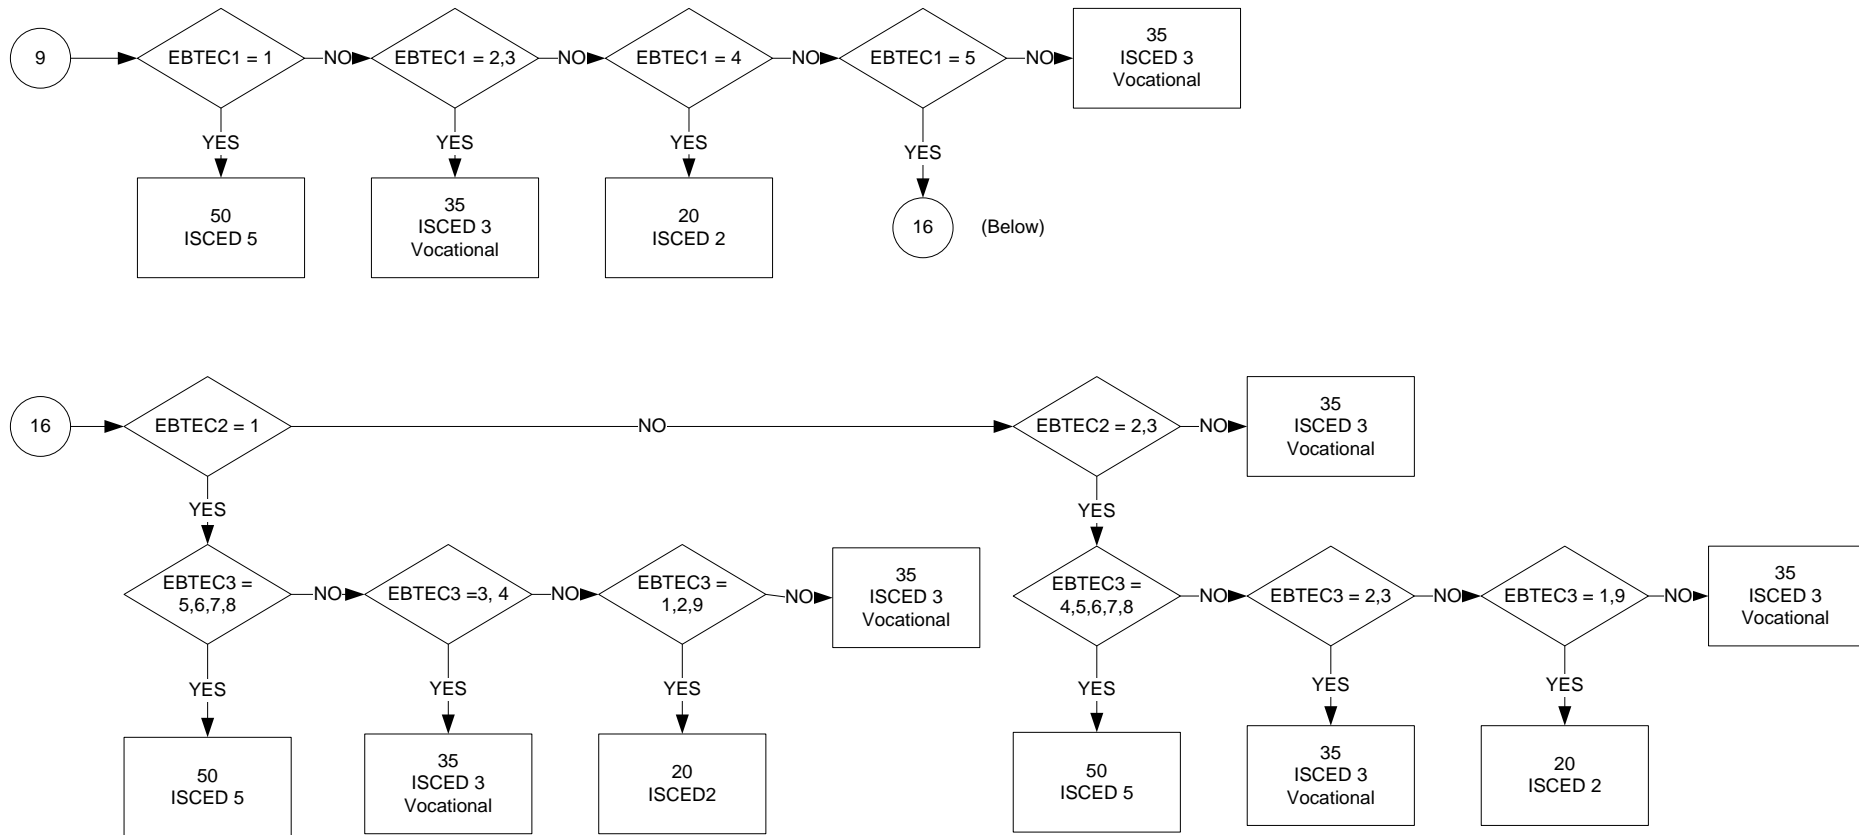 9
EBTEC1 = 1
NO
EBTEC1 = 2,3
NO
EBTEC1 = 4
NO
EBTEC1 = 5
NO
35
ISCED 3
Vocational
YES
YES
YES
YES
50
ISCED 5
35
ISCED 3
Vocational
20
ISCED 2
16
(Below)
16
EBTEC2 = 1
NO
EBTEC2 = 2,3
NO
35
ISCED 3
Vocational
YES
YES
EBTEC3 =
5,6,7,8
NO
EBTEC3 =3, 4
NO
EBTEC3 =
1,2,9
NO
35
ISCED 3
Vocational
EBTEC3 =
4,5,6,7,8
NO
EBTEC3 = 2,3
NO
EBTEC3 = 1,9
NO
35
ISCED 3
Vocational
YES
YES
YES
YES
YES
YES
50
ISCED 5
35
ISCED 3
Vocational
20
ISCED2
50
ISCED 5
35
ISCED 3
Vocational
20
ISCED 2